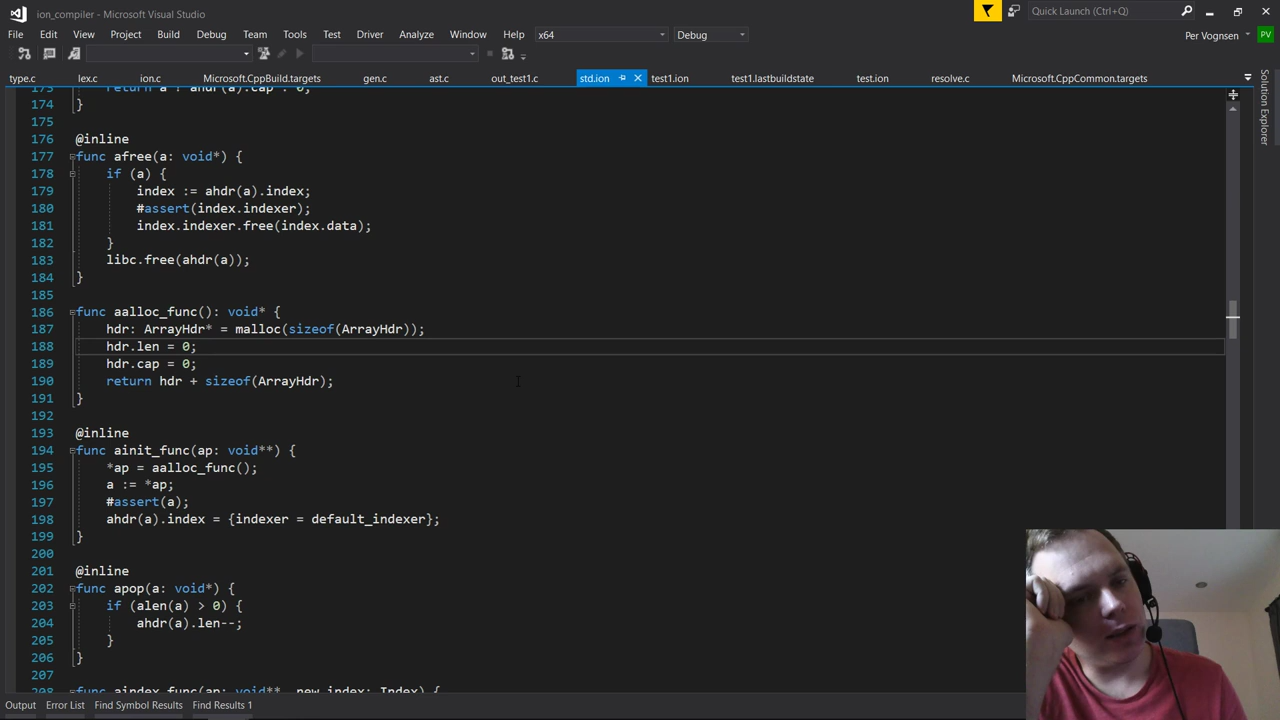 ion_compiler - Microsoft Visual Studio
Quick Launch (Ctrl+Q)
File Edit View Project Build Debug Team Tools Test Driver Analyze Window Help x64 Debug
Per Vognsen PV
type.c lex.c ion.c Microsoft.CppBuild.targets gen.c ast.c out_test1.c std.ion test1.ion test1.lastbuildstate test.ion resolve.c Microsoft.CppCommon.targets
Solution Explorer
173 return a ? ahdr(a).cap : 0;
174 }
175
176 @inline
177 func afree(a: void*) {
178 if (a) {
179 index := ahdr(a).index;
180 #assert(index.indexer);
181 index.indexer.free(index.data);
182 }
183 libc.free(ahdr(a));
184 }
185
186 func aalloc_func(): void* {
187 hdr: ArrayHdr* = malloc(sizeof(ArrayHdr));
188 hdr.len = 0;
189 hdr.cap = 0;
190 return hdr + sizeof(ArrayHdr);
191 }
192
193 @inline
194 func ainit_func(ap: void**) {
195 *ap = aalloc_func();
196 a := *ap;
197 #assert(a);
198 ahdr(a).index = {indexer = default_indexer};
199 }
200
201 @inline
202 func apop(a: void*) {
203 if (alen(a) > 0) {
204 ahdr(a).len--;
205 }
206 }
207
208 func aindex_func(ap: void**, new_index: Index) {
Output Error List Find Symbol Results Find Results 1